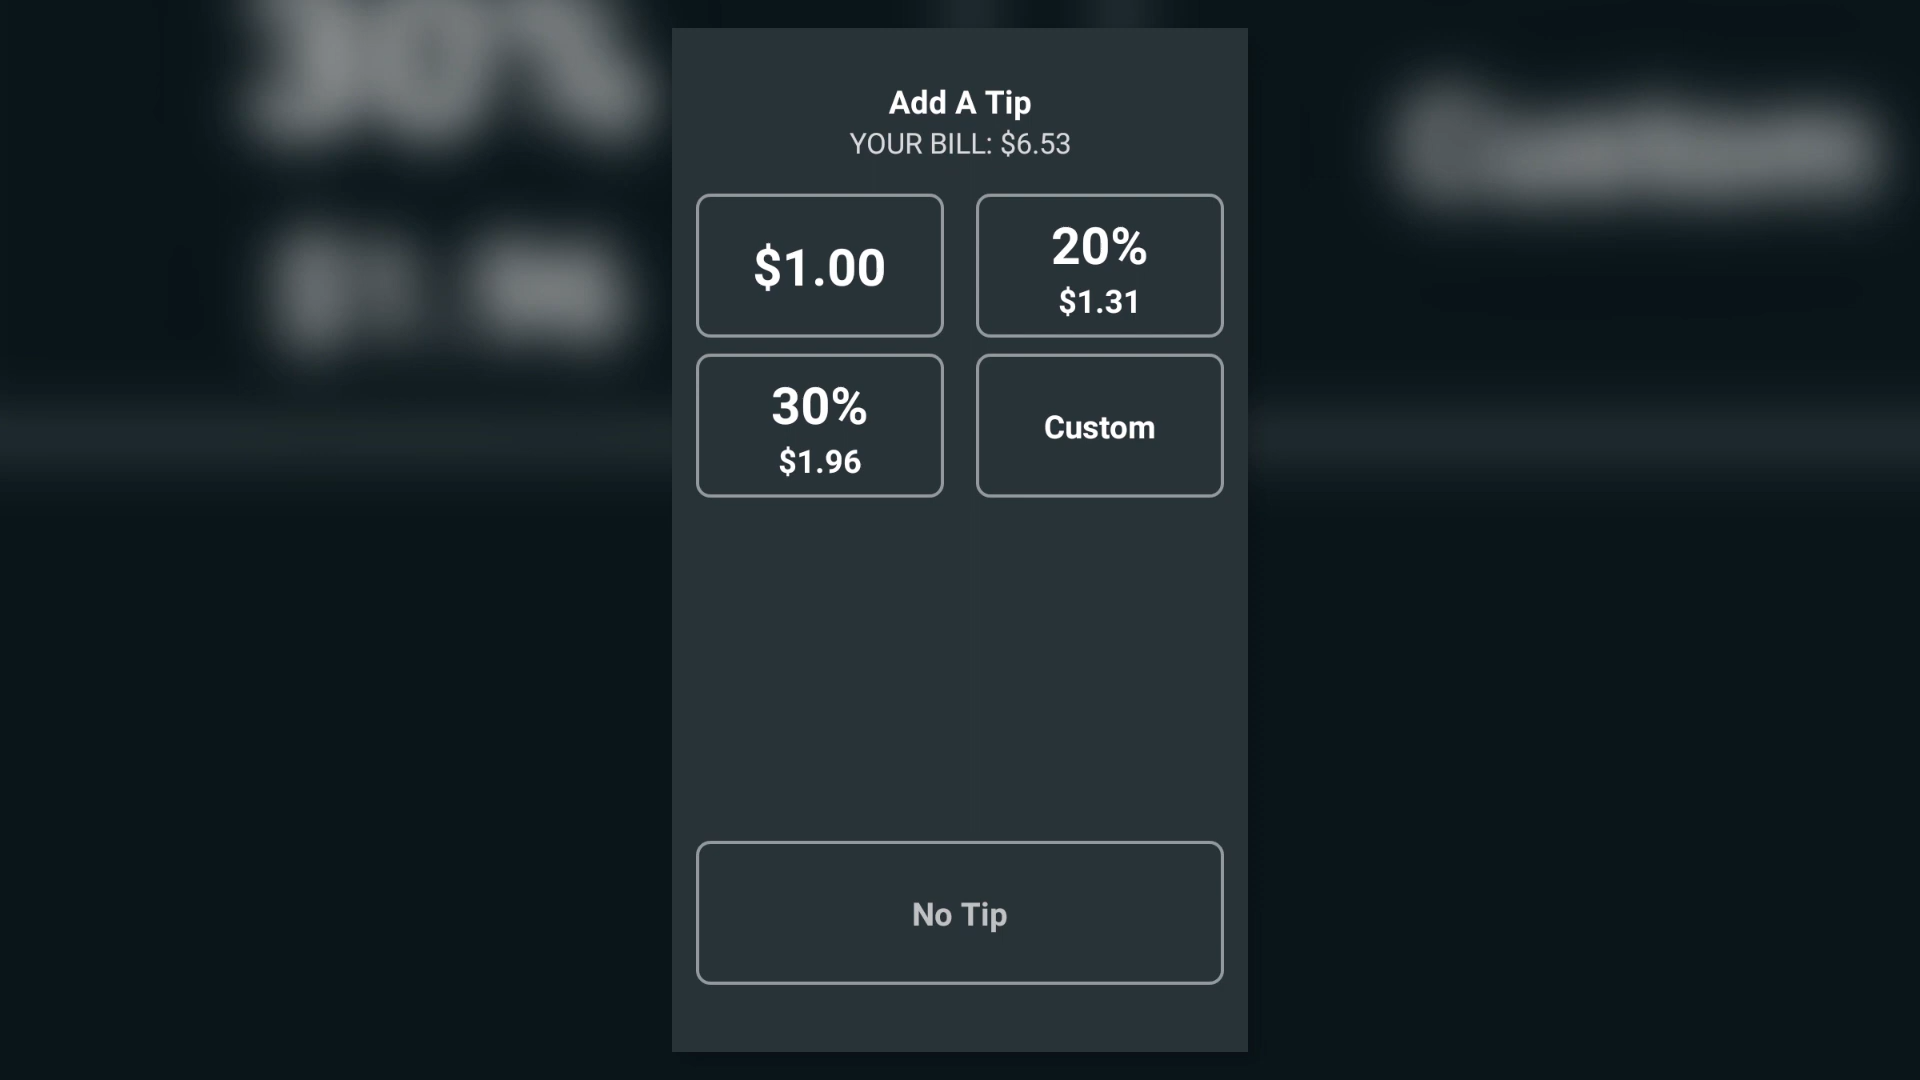 Add A Tip
YOUR BILL: $6.53
$1.00
20%
$1.31
30%
$1.96
Custom
No Tip